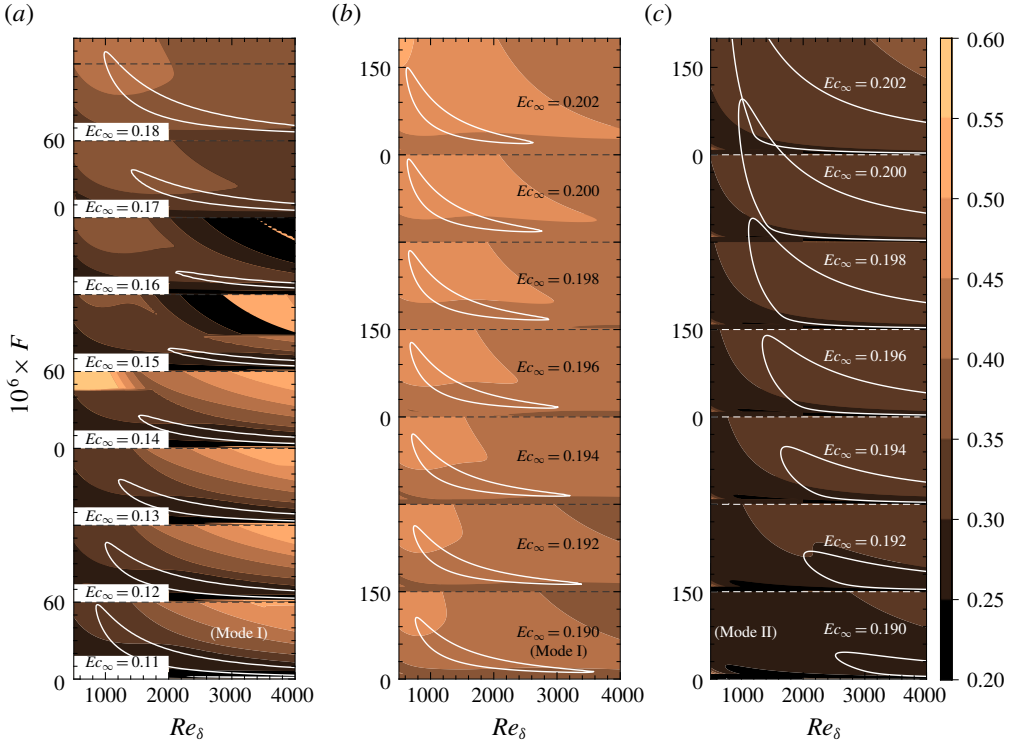 (a)
(b)
(c)
10⁶ × F
60
0
60
0
60
Ec∞ = 0.18
Ec∞ = 0.17
Ec∞ = 0.16
Ec∞ = 0.15
Ec∞ = 0.14
Ec∞ = 0.13
Ec∞ = 0.12
Ec∞ = 0.11
(Mode I)
1000 2000 3000 4000
Reδ
150
0
150
0
150
0
Ec∞ = 0.202
Ec∞ = 0.200
Ec∞ = 0.198
Ec∞ = 0.196
Ec∞ = 0.194
Ec∞ = 0.192
Ec∞ = 0.190
(Mode I)
1000 2000 3000 4000
Reδ
150
0
150
0
150
0
Ec∞ = 0.202
Ec∞ = 0.200
Ec∞ = 0.198
Ec∞ = 0.196
Ec∞ = 0.194
Ec∞ = 0.192
Ec∞ = 0.190
(Mode II)
1000 2000 3000 4000
Reδ
0.60
0.55
0.50
0.45
0.40
0.35
0.30
0.25
0.20